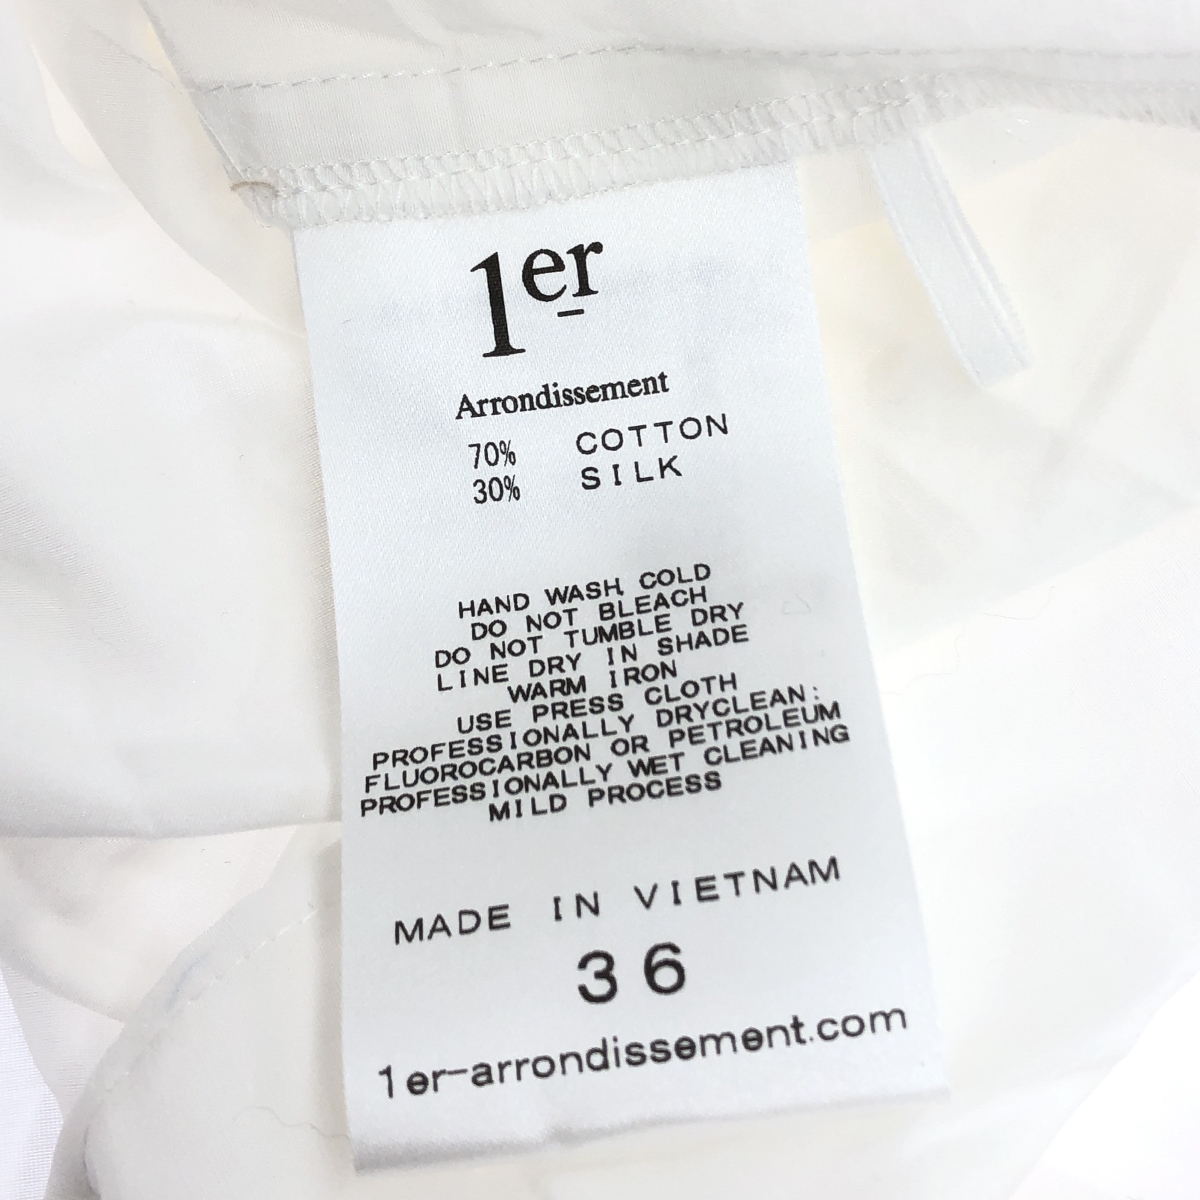 1er
Arrondissement
70% COTTON
30% SILK
HAND WASH COLD
DO NOT BLEACH
DO NOT TUMBLE DRY
LINE DRY IN SHADE
WARM IRON
USE PRESS CLOTH
PROFESSIONALLY DRYCLEAN:
FLUOROCARBON OR PETROLEUM
PROFESSIONALLY WET CLEANING
MILD PROCESS
MADE IN VIETNAM
36
1er-arrondissement.com